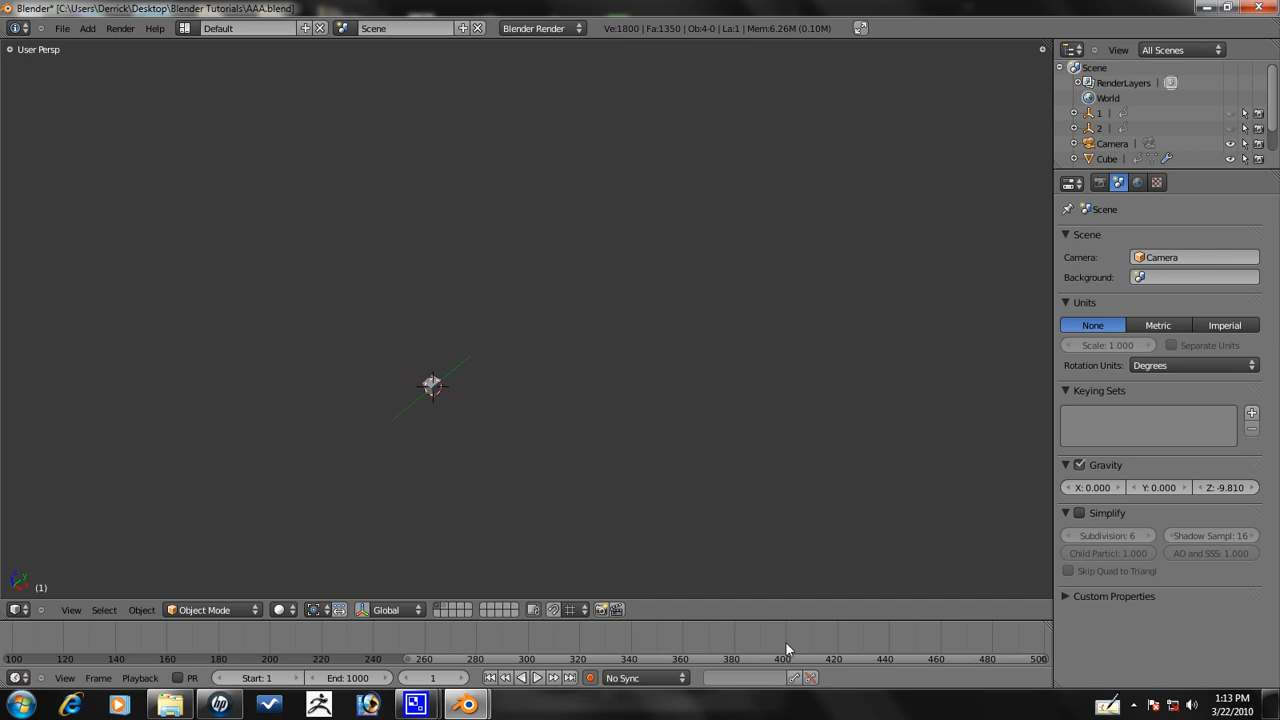 Blender* [C:\Users\Derrick\Desktop\Blender Tutorials\AAA.blend]
File Add Render Help Default Scene Blender Render Ve:1800 | Fa:1350 | Ob:4-0 | La:1 | Mem:6.26M (0.10M)
User Persp
View All Scenes
Scene
RenderLayers
World
1
2
Camera
Cube
Scene
Scene
Camera: Camera
Background:
Units
None Metric Imperial
Scale: 1.000 Separate Units
Rotation Units: Degrees
Keying Sets
Gravity
X: 0.000 Y: 0.000 Z: -9.810
Simplify
Subdivision: 6 Shadow Sampl: 16
Child Particl: 1.000 AO and SSS: 1.000
Skip Quad to Triangl
Custom Properties
(1)
View Select Object Object Mode Global
100 120 140 160 180 200 220 240 260 280 300 320 340 360 380 400 420 440 460 480 500
View Frame Playback PR Start: 1 End: 1000 1 No Sync
1:13 PM
3/22/2010